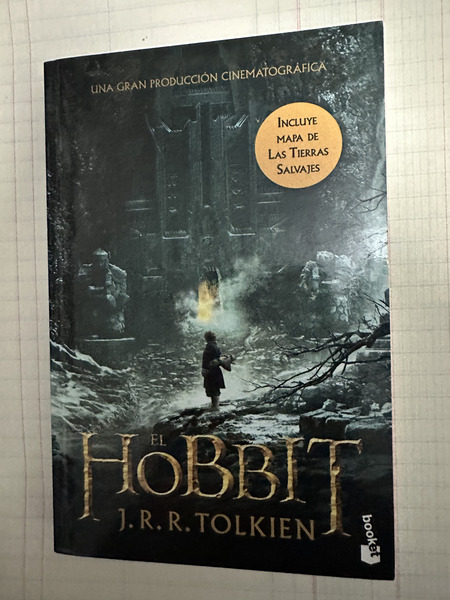 UNA GRAN PRODUCCIÓN CINEMATOGRÁFICA
INCLUYE
MAPA DE
LAS TIERRAS
SALVAJES
EL
HOBBIT
J. R. R. TOLKIEN
booket